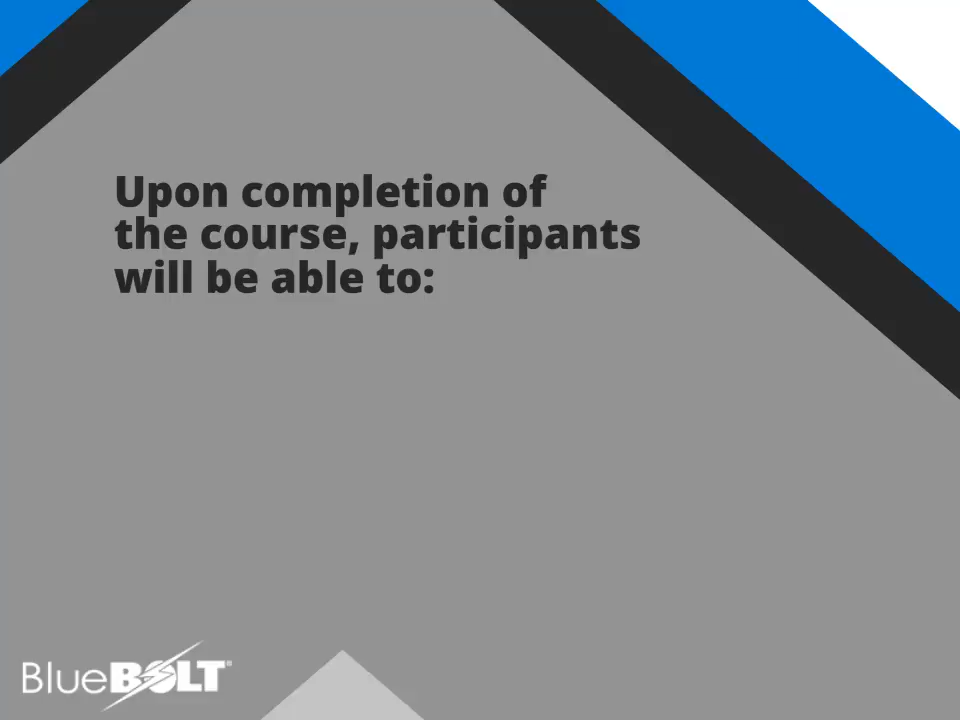 Upon completion of
the course, participants
will be able to:
BlueBOLT®